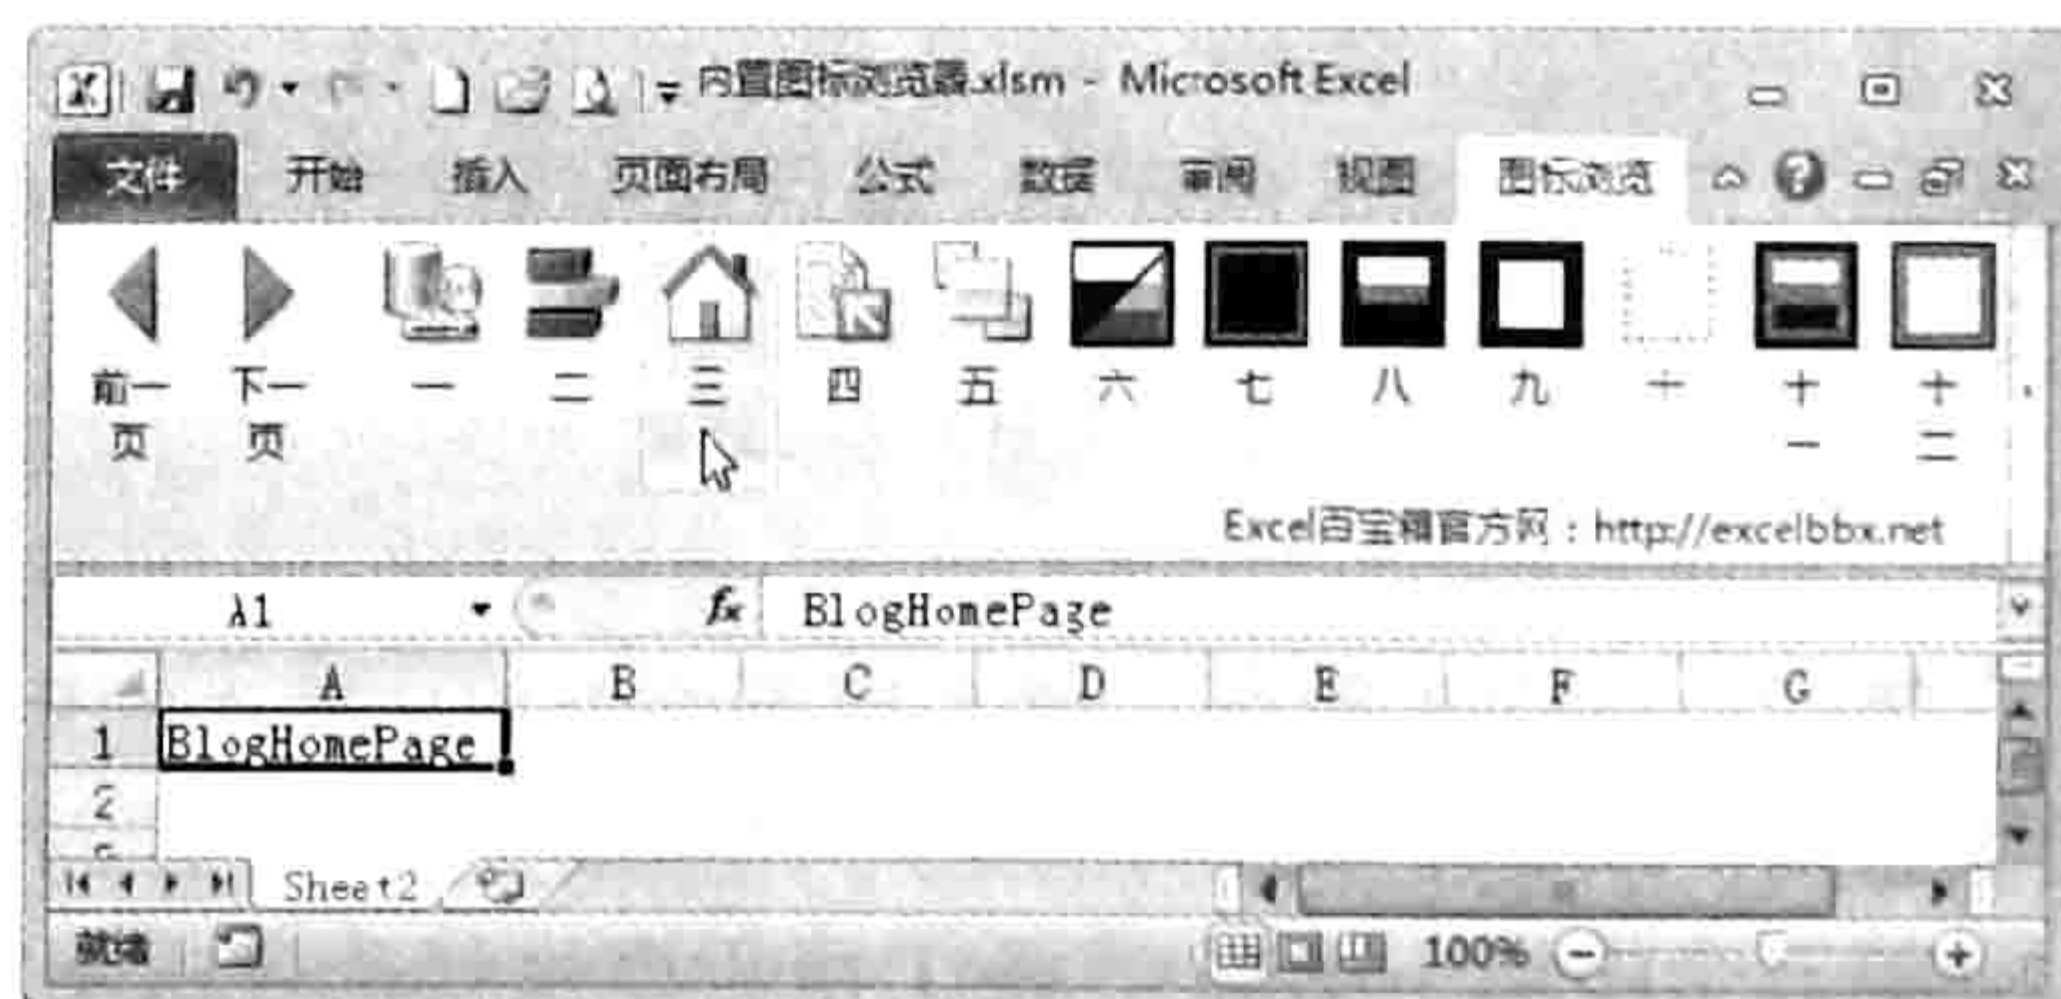 内置图标浏览器.xlsm - Microsoft Excel
文件 开始 插入 页面布局 公式 数据 审阅 视图 图标浏览
前一页 下一页 一 二 三 四 五 六 七 八 九 十 十一 十二
Excel百宝箱官方网：http://excelbbx.net
A1 fx BlogHomePage
A B C D E F G
1 BlogHomePage
2
Sheet2
就绪 100%